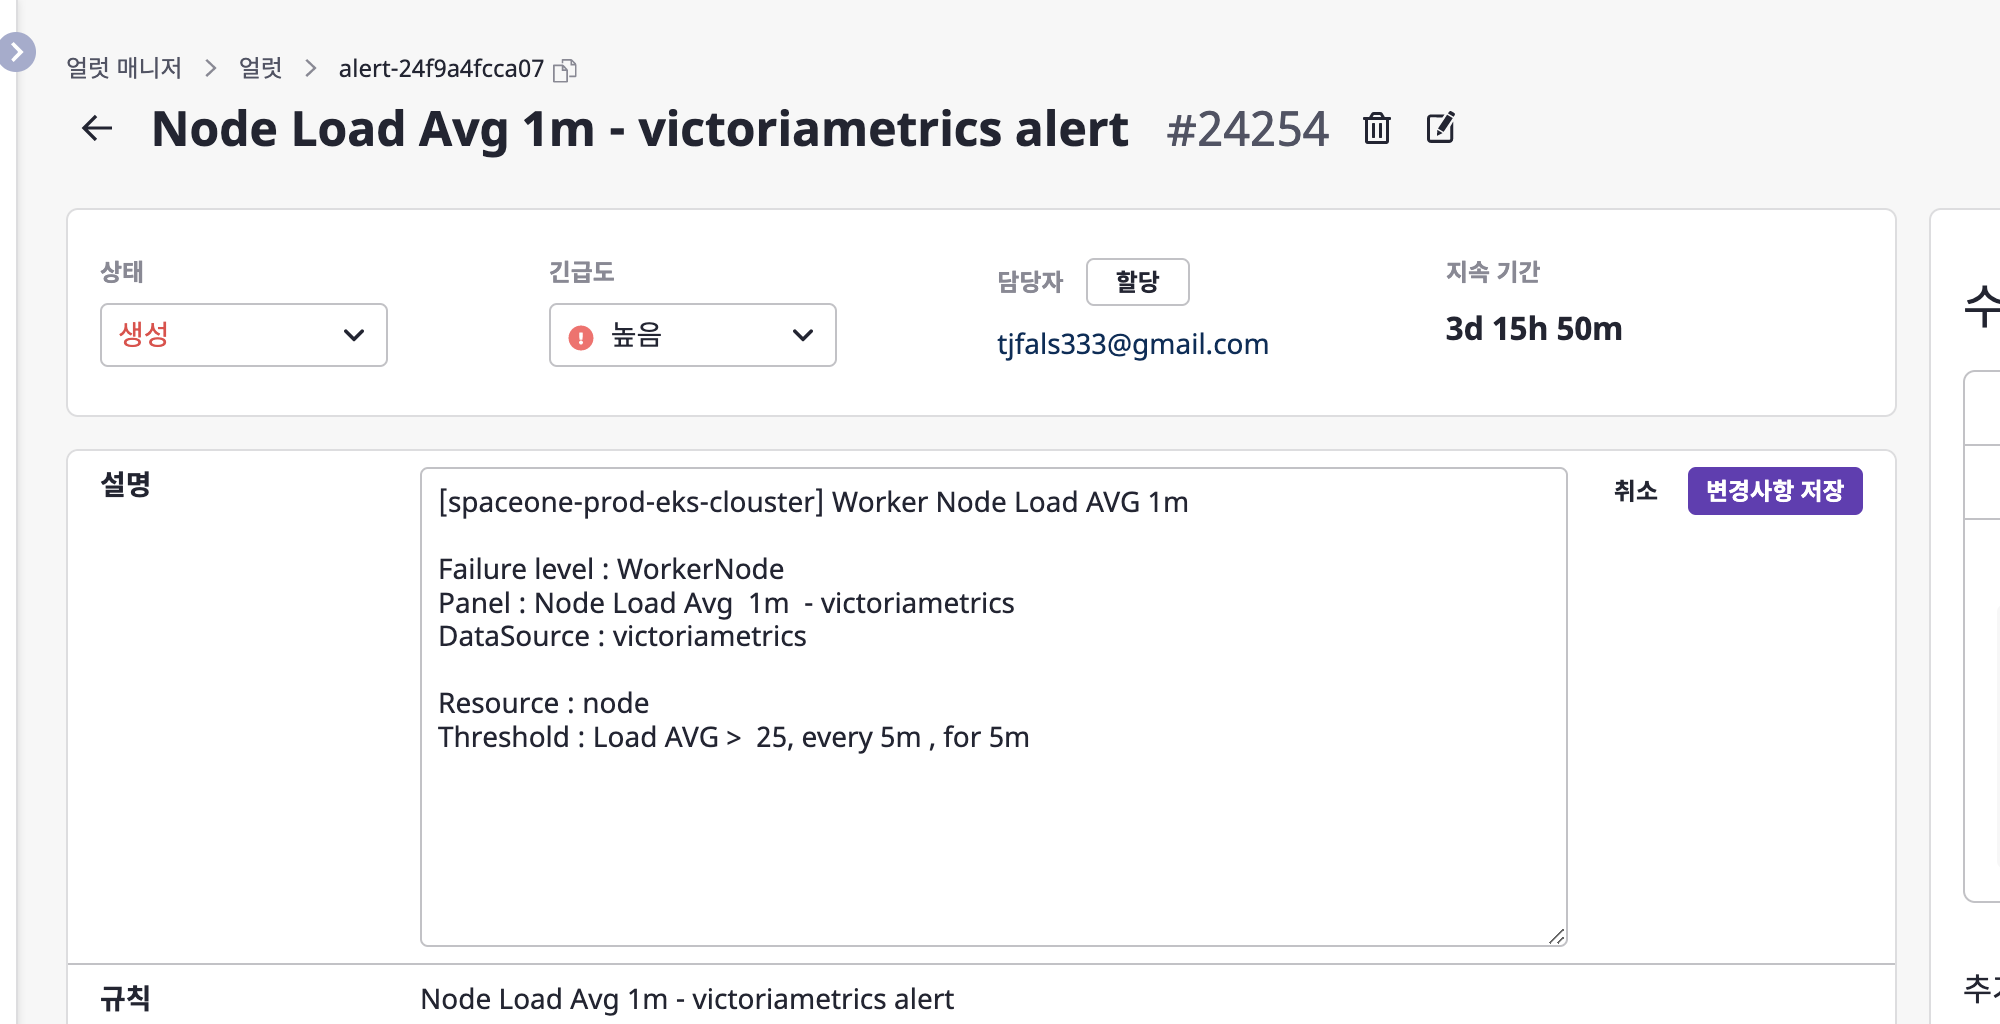 얼럿 매니저 > 얼럿 > alert-24f9a4fcca07
Node Load Avg 1m - victoriametrics alert #24254
상태
생성
긴급도
높음
담당자 할당
tjfals333@gmail.com
지속 기간
3d 15h 50m
설명
[spaceone-prod-eks-clouster] Worker Node Load AVG 1m
Failure level : WorkerNode
Panel : Node Load Avg  1m  - victoriametrics
DataSource : victoriametrics
Resource : node
Threshold : Load AVG >  25, every 5m , for 5m
취소 변경사항 저장
규칙
Node Load Avg 1m - victoriametrics alert